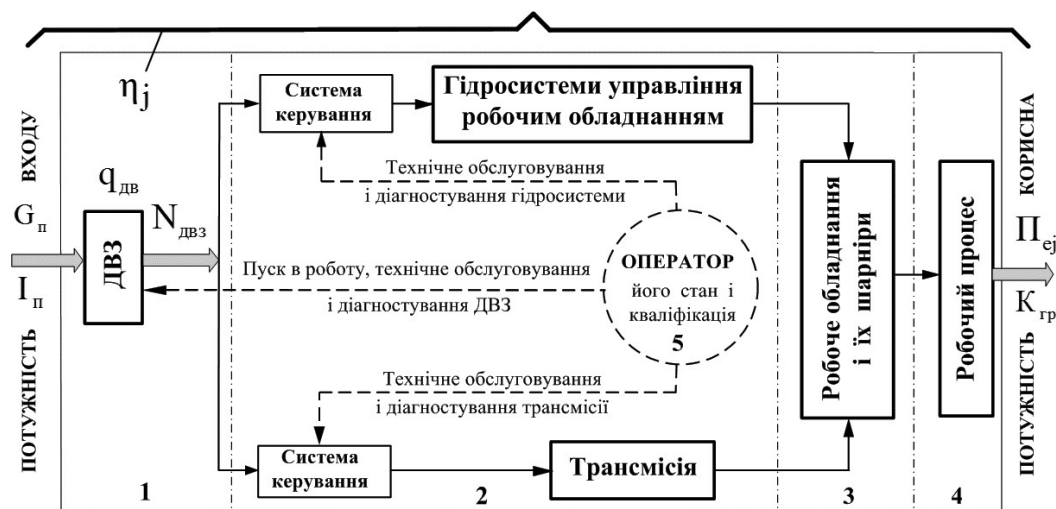 ηj
ПОТУЖНІСТЬ ВХОДУ
Gп
Iп
qдв
ДВЗ
Nдвз
Система
керування
Гідросистеми управління
робочим обладнанням
Технічне обслуговування
і діагностування гідросистеми
Пуск в роботу, технічне обслуговування
і діагностування ДВЗ
ОПЕРАТОР
його стан і
кваліфікація
5
Технічне обслуговування
і діагностування трансмісії
Система
керування
Трансмісія
Робоче обладнання
і їх шарніри
Робочий процес
ПОТУЖНІСТЬ КОРИСНА
Пej
Kгр
1
2
3
4